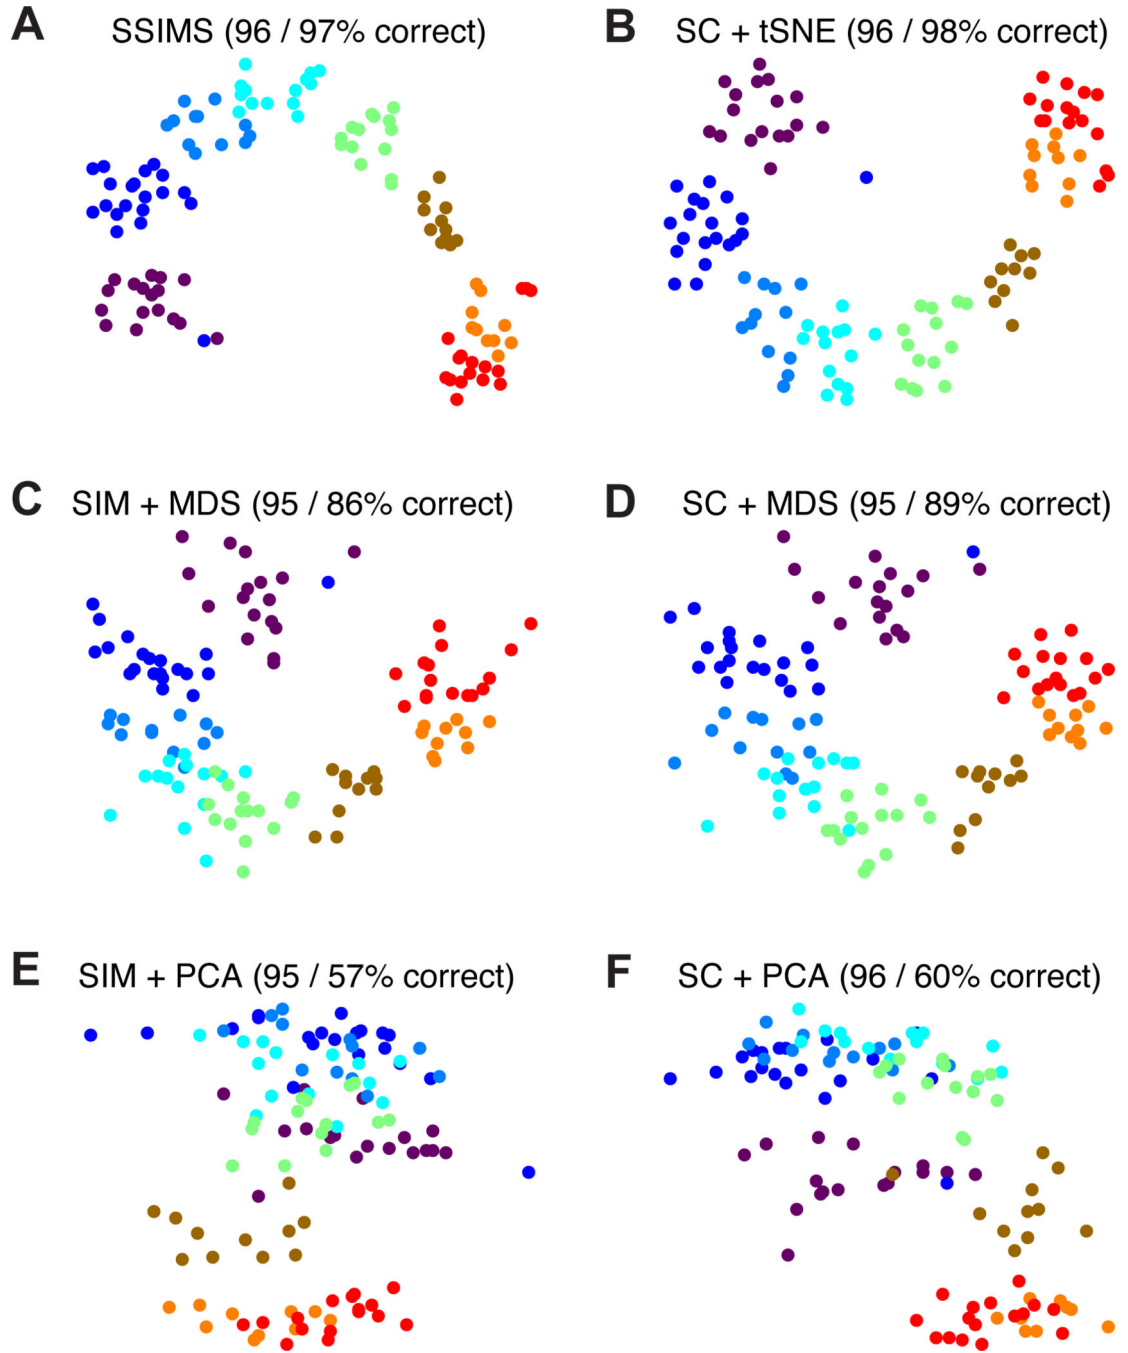 A SSIMS (96 / 97% correct)
B SC + tSNE (96 / 98% correct)
C SIM + MDS (95 / 86% correct)
D SC + MDS (95 / 89% correct)
E SIM + PCA (95 / 57% correct)
F SC + PCA (96 / 60% correct)